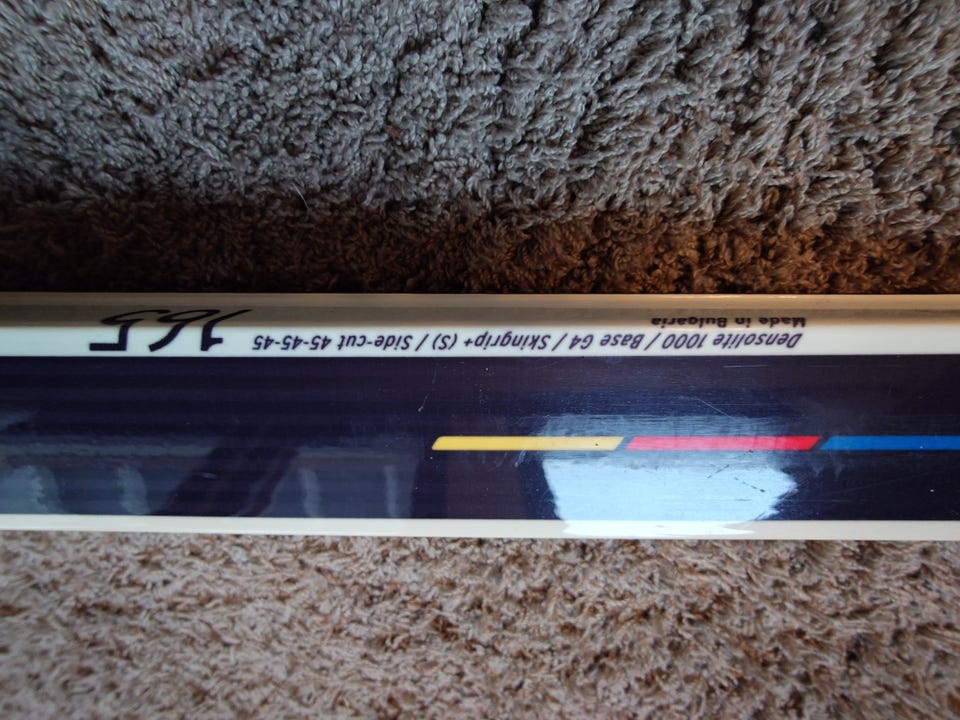 Densolite 1000 / Base G4 / Skingrip+ (S) / Side-cut 45-45-45
165
Made in Bulgaria